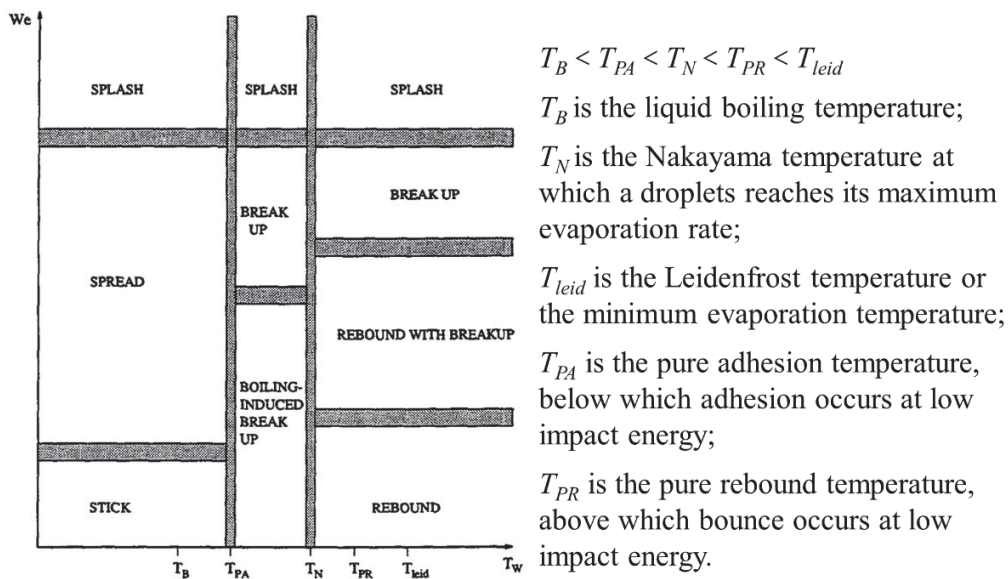 We
SPLASH
SPLASH
SPLASH
BREAK
UP
BREAK UP
SPREAD
REBOUND WITH BREAKUP
BOILING-
INDUCED
BREAK
UP
STICK
REBOUND
T_B
T_PA
T_N
T_PR
T_leid
T_W
T_B < T_PA < T_N < T_PR < T_leid
T_B is the liquid boiling temperature;
T_N is the Nakayama temperature at
which a droplets reaches its maximum
evaporation rate;
T_leid is the Leidenfrost temperature or
the minimum evaporation temperature;
T_PA is the pure adhesion temperature,
below which adhesion occurs at low
impact energy;
T_PR is the pure rebound temperature,
above which bounce occurs at low
impact energy.